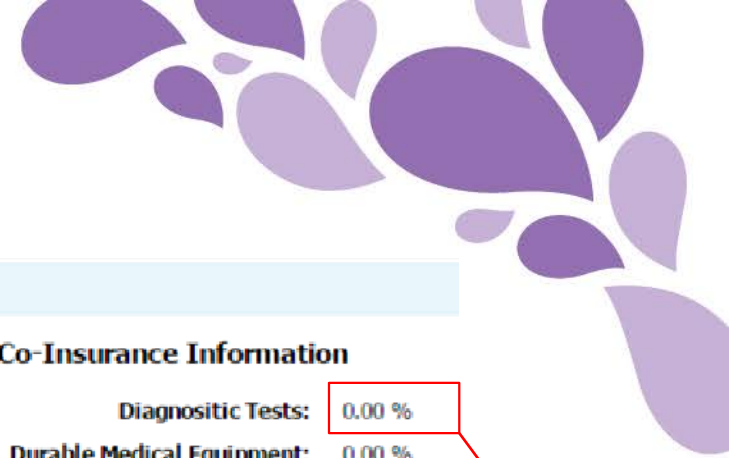 Co-Insurance Information
Diagnositic Tests: 0.00 %
Durable Medical Equipment: 0.00 %